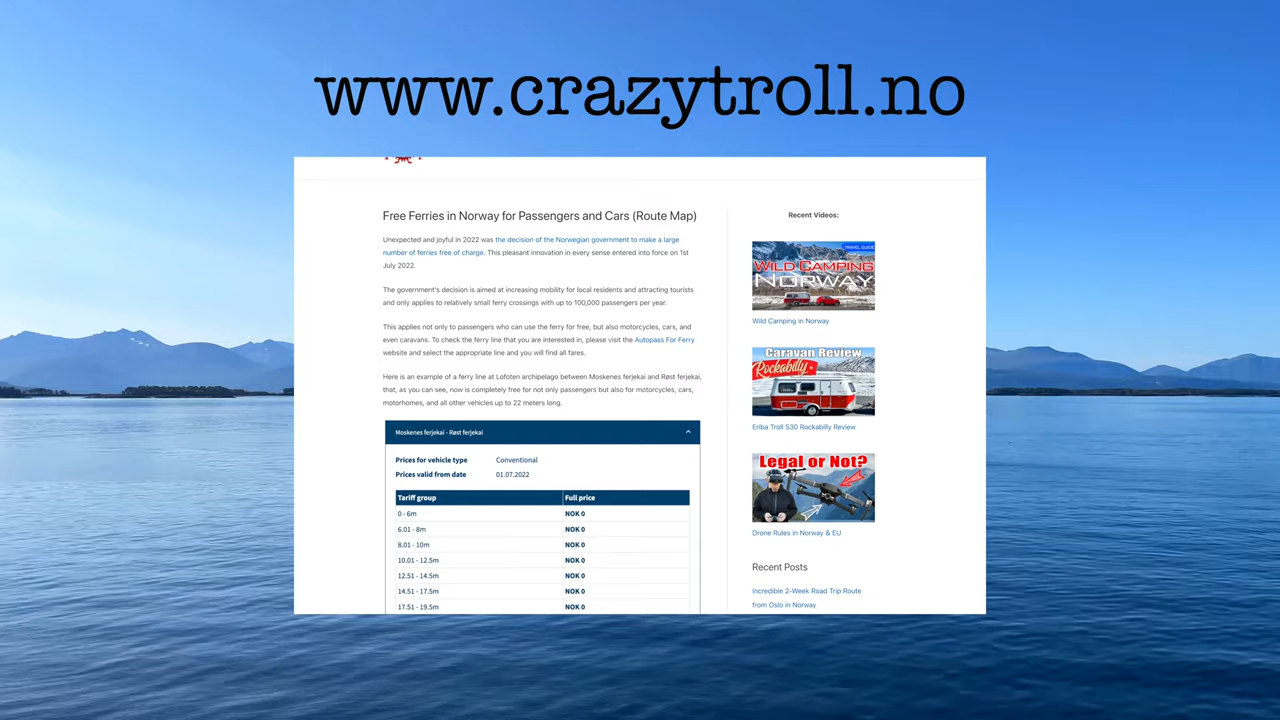 www.crazytroll.no
Free Ferries in Norway for Passengers and Cars (Route Map)
Unexpected and joyful in 2022 was the decision of the Norwegian government to make a large
number of ferries free of charge. This pleasant innovation in every sense entered into force on 1st
July 2022.
The government's decision is aimed at increasing mobility for local residents and attracting tourists
and only applies to relatively small ferry crossings with up to 100,000 passengers per year.
This applies not only to passengers who can use the ferry for free, but also motorcycles, cars, and
even caravans. To check the ferry line that you are interested in, please visit the Autopass For Ferry
website and select the appropriate line and you will find all fares.
Here is an example of a ferry line at Lofoten archipelago between Moskenes ferjekai and Røst ferjekai,
that, as you can see, now is completely free for not only passengers but also for motorcycles, cars,
motorhomes, and all other vehicles up to 22 meters long.
Moskenes ferjekai - Røst ferjekai
Prices for vehicle type Conventional
Prices valid from date 01.07.2022
Tariff group Full price
0 - 6m NOK 0
6.01 - 8m NOK 0
8.01 - 10m NOK 0
10.01 - 12.5m NOK 0
12.51 - 14.5m NOK 0
14.51 - 17.5m NOK 0
17.51 - 19.5m NOK 0
Recent Videos:
TRAVEL GUIDE
WILD CAMPING
NORWAY
Wild Camping in Norway
Caravan Review
Rockabilly
Eriba Troll 530 Rockabilly Review
Legal or Not?
Drone Rules in Norway & EU
Recent Posts
Incredible 2-Week Road Trip Route
from Oslo in Norway